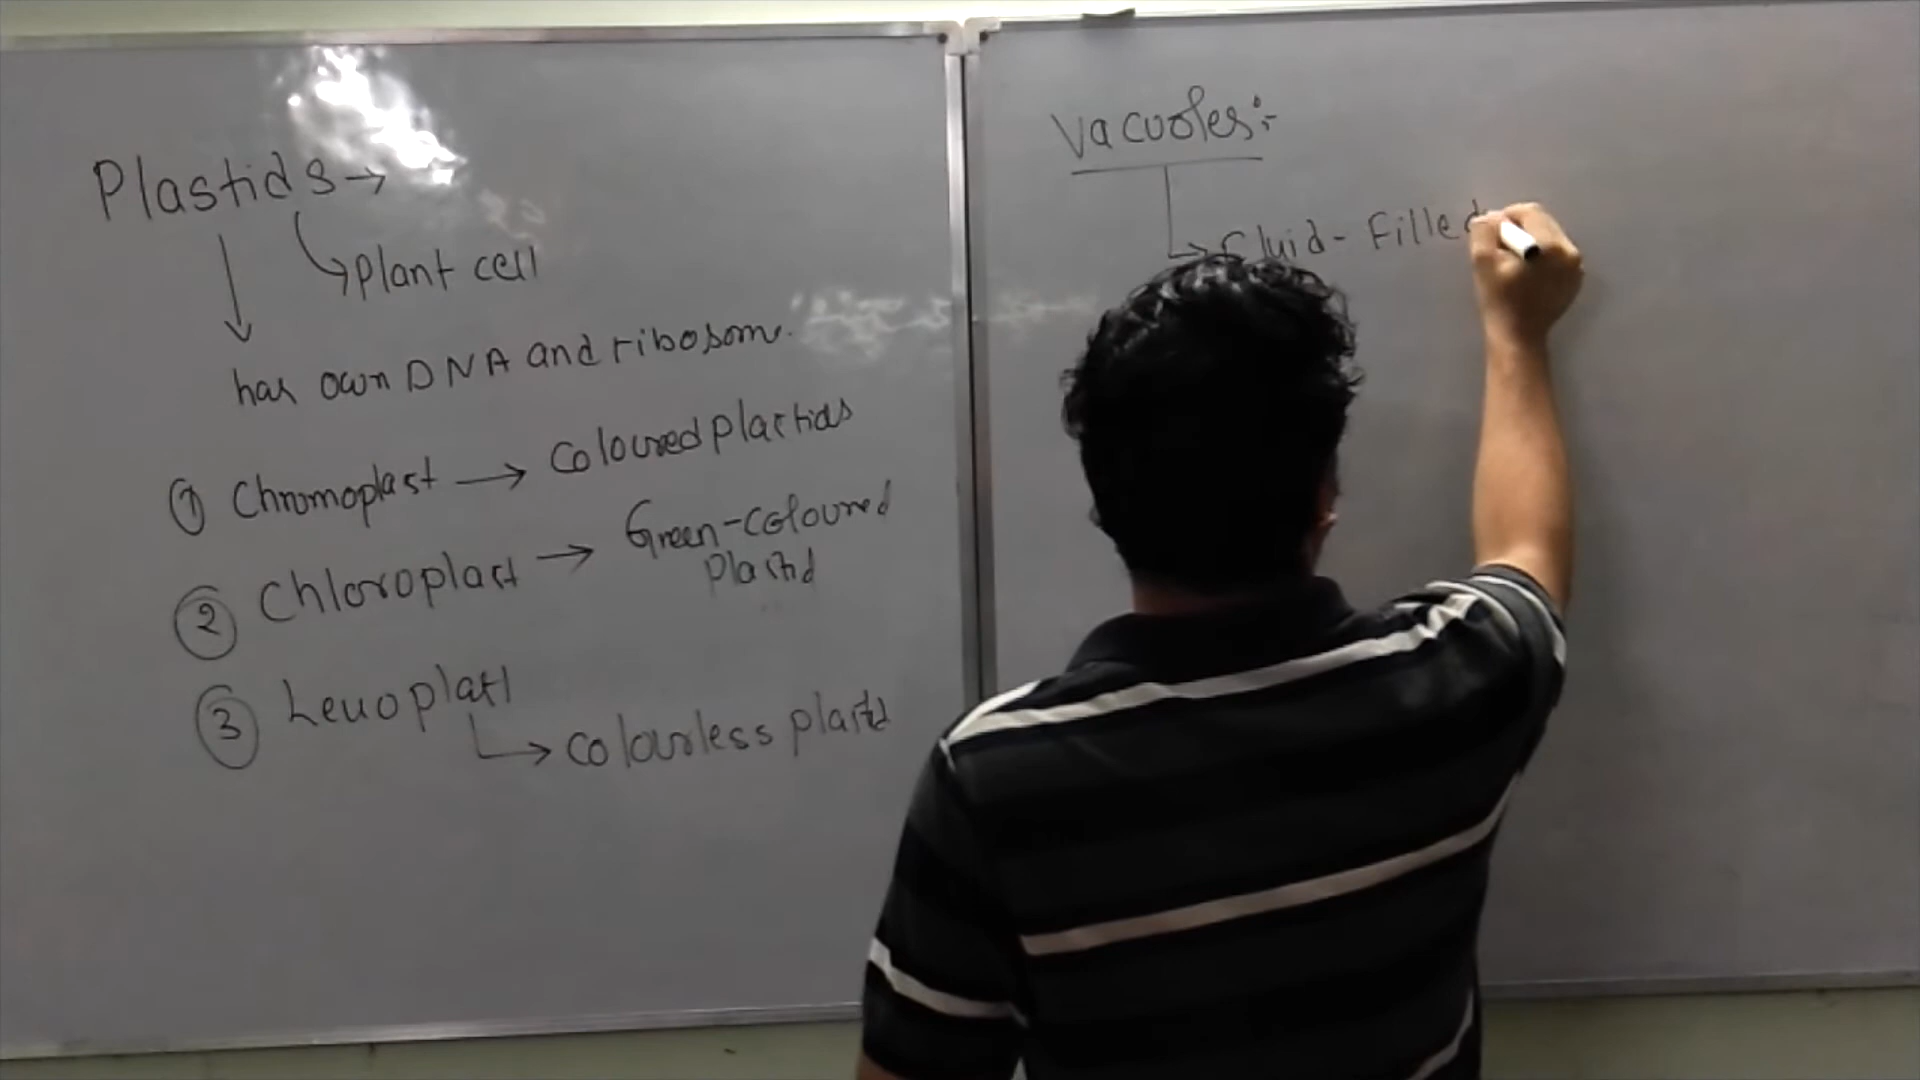 Plastids →
→ Plant cell
↓
has own DNA and ribosome.
① Chromoplast → Coloured Plastids
② Chloroplast → Green-coloured
Plastid
③ Leuoplast
→ Colourless plastid
Vacuoles:-
→ Fluid-Filled